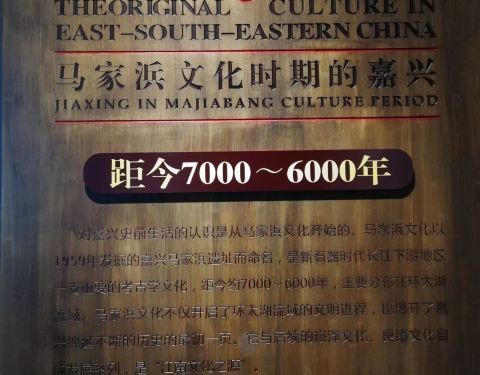 THEORIGINAL CULTURE IN
EAST-SOUTH-EASTERN CHINA
马家浜文化时期的嘉兴
JIAXING IN MAJIABANG CULTURE PERIOD
距今7000～6000年
对嘉兴史前生活的认识是从马家浜文化开始的。马家浜文化以
1959年发掘的嘉兴马家浜遗址而命名，是新石器时代长江下游地区
一支重要的考古学文化，距今约7000～6000年，主要分布在环太湖
流域。马家浜文化不仅开启了环太湖流域的文明进程，也揭开了嘉
兴绵延不断的历史的最初一页。它与后续的崧泽文化、良渚文化自
成发展序列，是“江南文化之源”。